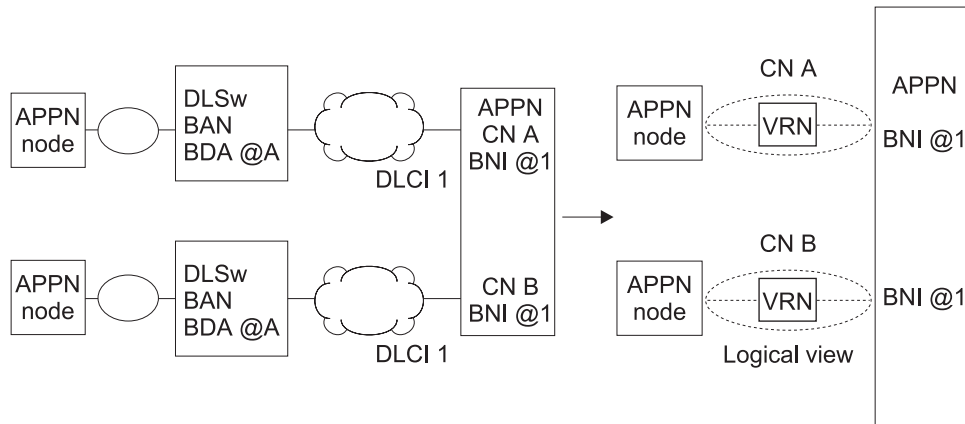 APPN
node
DLSw
BAN
BDA @A
DLCI 1
APPN
CN A
BNI @1
APPN
node
DLSw
BAN
BDA @A
DLCI 1
CN B
BNI @1
CN A
APPN
node
VRN
APPN
BNI @1
CN B
APPN
node
VRN
BNI @1
Logical view